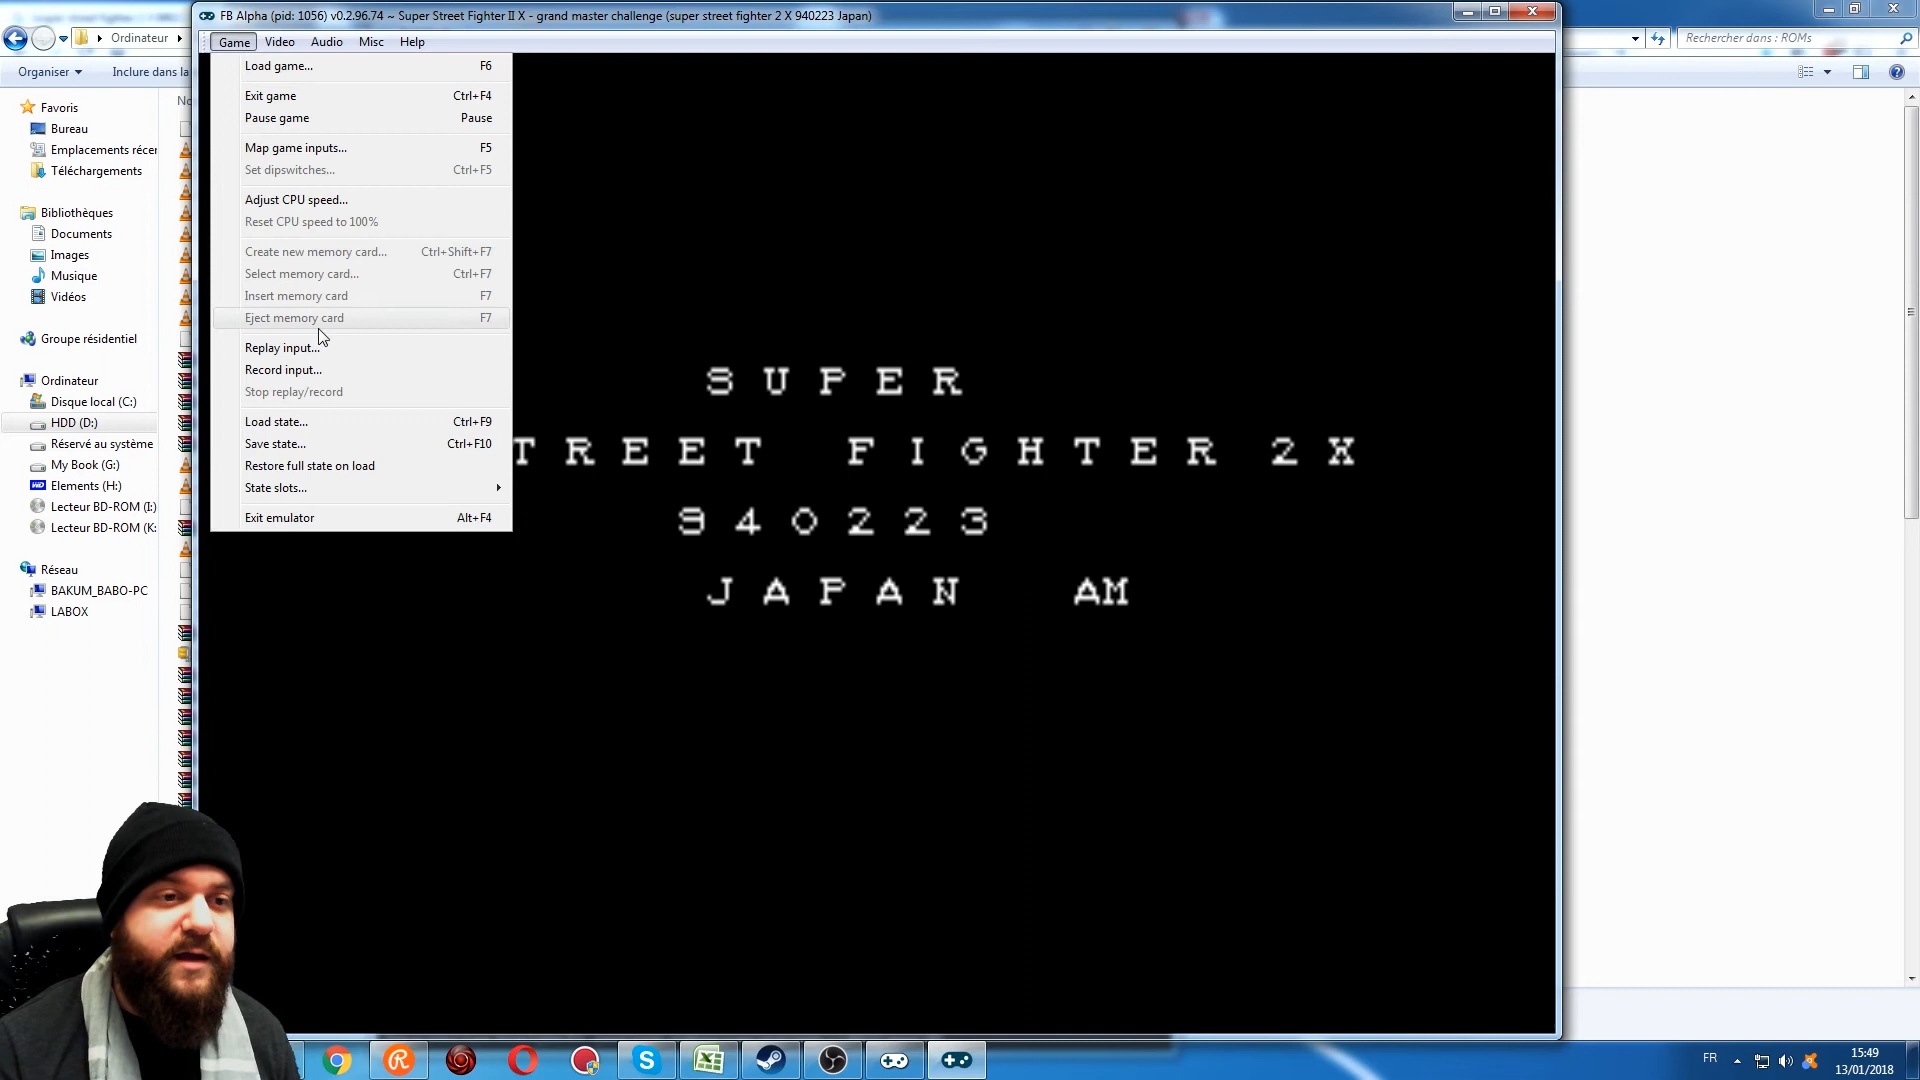 FB Alpha (pid: 1056) v0.2.96.74 ~ Super Street Fighter II X - grand master challenge (super street fighter 2 X 940223 Japan)
Ordinateur
Rechercher dans : ROMs
Game Video Audio Misc Help
Organiser
Inclure dans la
Load game... F6
Exit game Ctrl+F4
Pause game Pause
Map game inputs... F5
Set dipswitches... Ctrl+F5
Adjust CPU speed...
Reset CPU speed to 100%
Create new memory card... Ctrl+Shift+F7
Select memory card... Ctrl+F7
Insert memory card F7
Eject memory card F7
Replay input...
Record input...
Stop replay/record
Load state... Ctrl+F9
Save state... Ctrl+F10
Restore full state on load
State slots...
Exit emulator Alt+F4
Favoris
Bureau
Emplacements récen
Téléchargements
Bibliothèques
Documents
Images
Musique
Vidéos
Groupe résidentiel
Ordinateur
Disque local (C:)
HDD (D:)
Réservé au système
My Book (G:)
Elements (H:)
Lecteur BD-ROM (I:)
Lecteur BD-ROM (K:
Réseau
BAKUM_BABO-PC
LABOX
No
SUPER
TREET FIGHTER 2X
940223
JAPAN AM
FR
15:49
13/01/2018